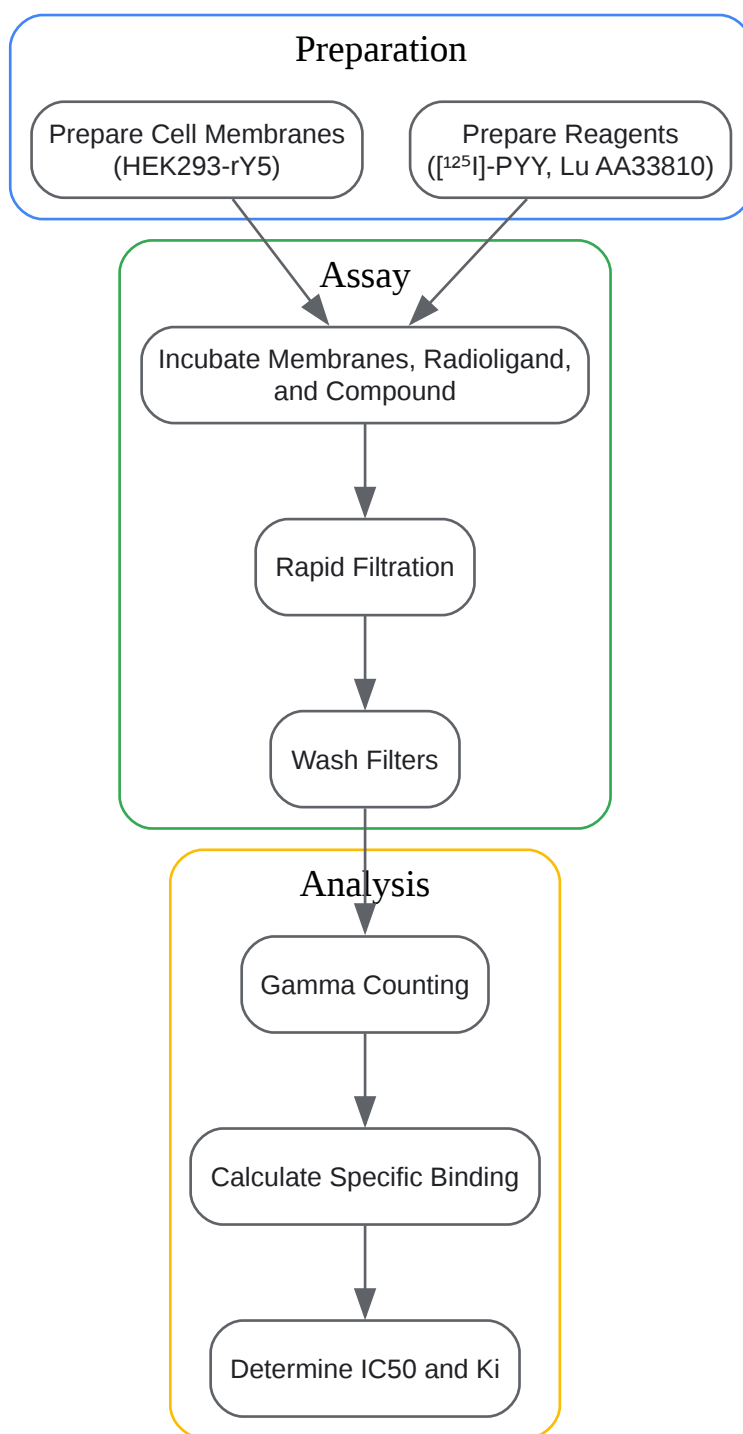 Preparation
Prepare Cell Membranes
(HEK293-rY5)
Prepare Reagents
([¹²⁵I]-PYY, Lu AA33810)
Assay
Incubate Membranes, Radioligand,
and Compound
Rapid Filtration
Wash Filters
Analysis
Gamma Counting
Calculate Specific Binding
Determine IC50 and Ki